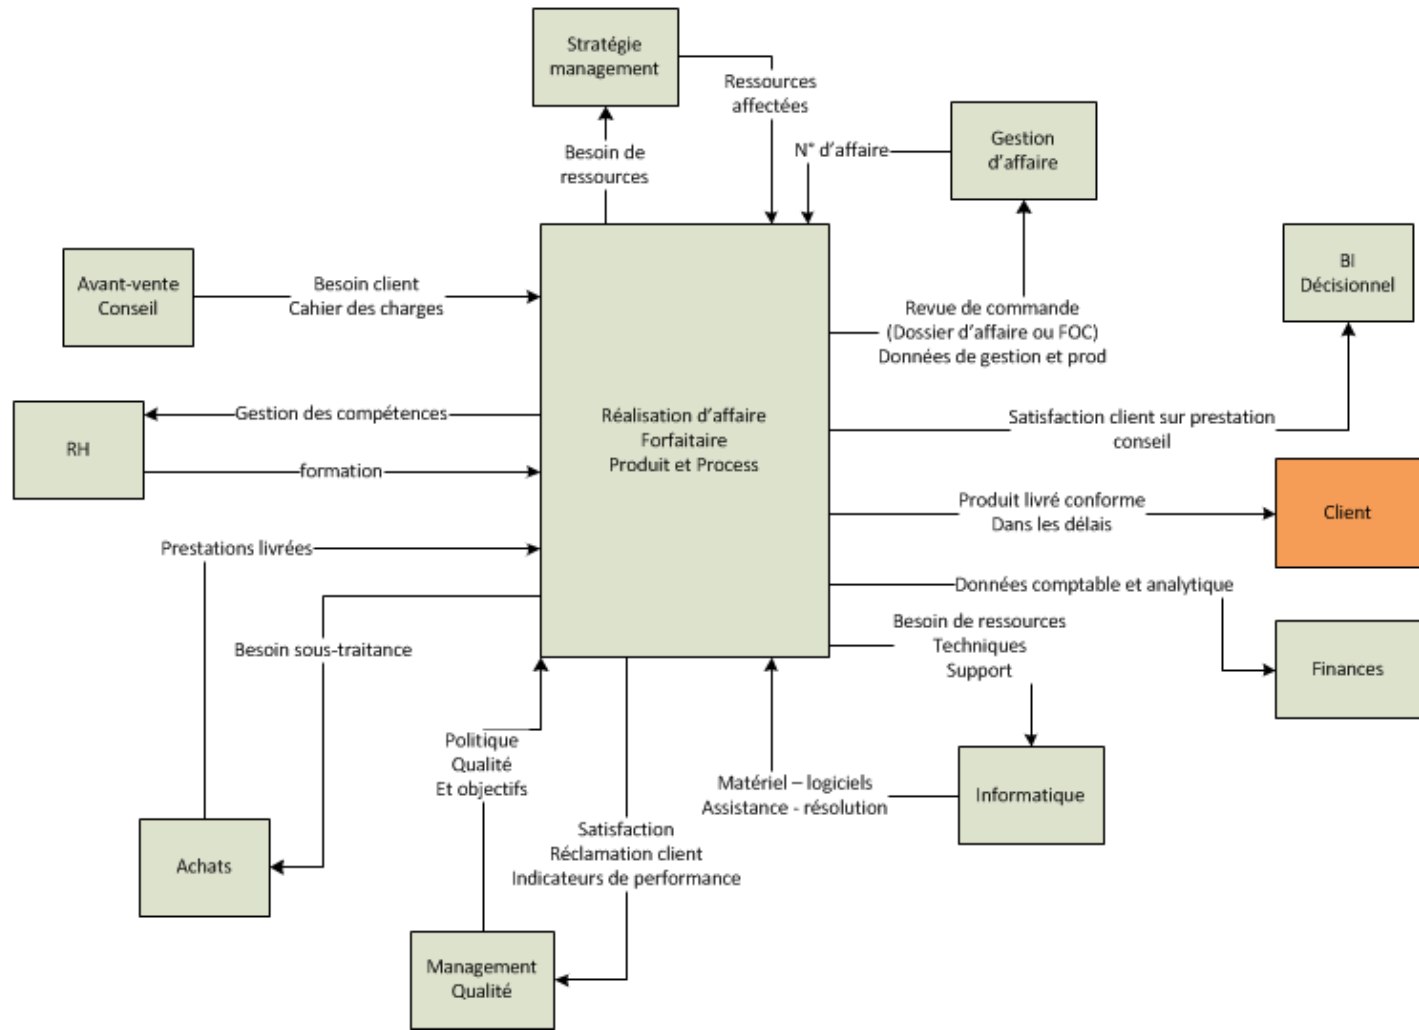 Stratégie
management
Ressources
affectées
Gestion
d'affaire
N° d'affaire
Besoin de
ressources
Avant-vente
Conseil
Besoin client
Cahier des charges
BI
Décisionnel
Revue de commande
(Dossier d'affaire ou FOC)
Données de gestion et prod
RH
Gestion des compétences
formation
Réalisation d'affaire
Forfaitaire
Produit et Process
Satisfaction client sur prestation
conseil
Produit livré conforme
Dans les délais
Client
Prestations livrées
Données comptable et analytique
Besoin sous-traitance
Besoin de ressources
Techniques
Support
Finances
Politique
Qualité
Et objectifs
Matériel – logiciels
Assistance - résolution
Informatique
Achats
Satisfaction
Réclamation client
Indicateurs de performance
Management
Qualité